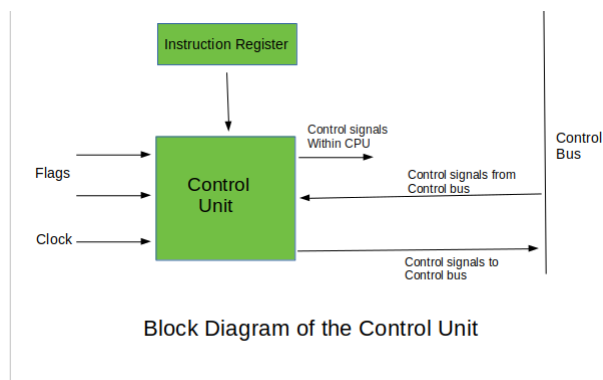 Instruction Register
Control signals
Within CPU
Control
Bus
Flags
Control
Unit
Control signals from
Control bus
Clock
Control signals to
Control bus
Block Diagram of the Control Unit